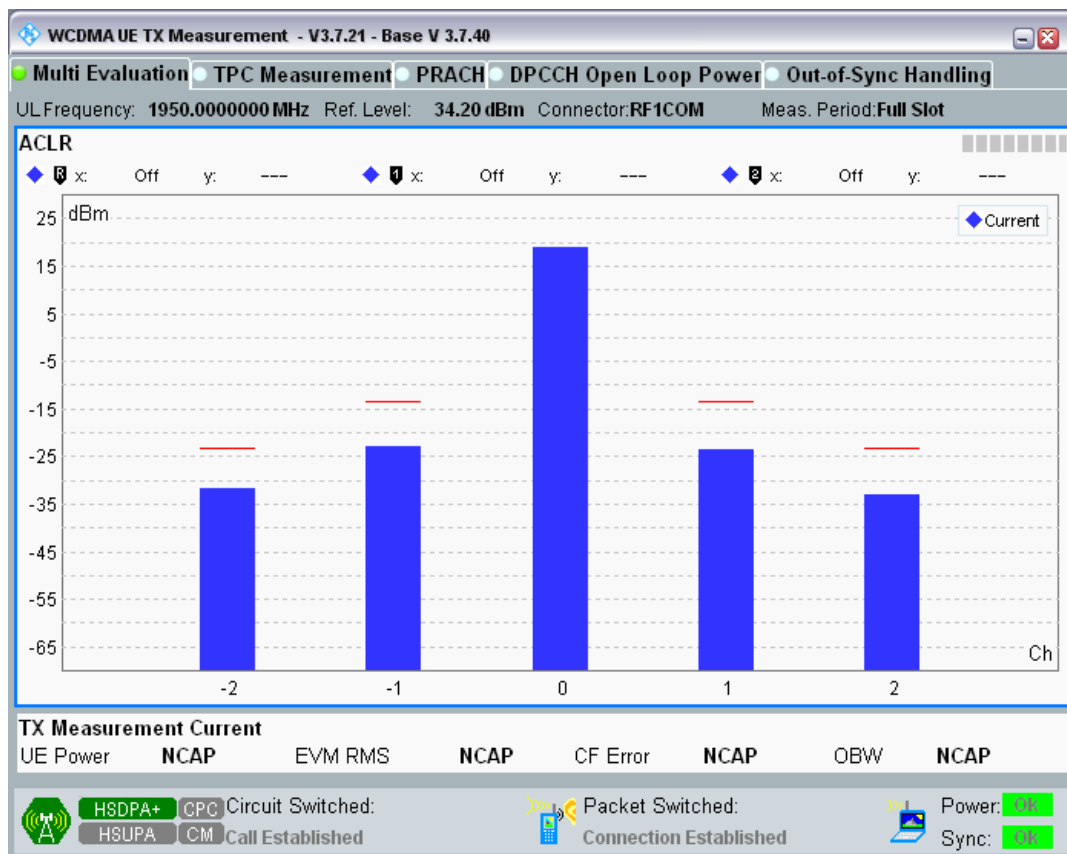 WCDMA UE TX Measurement - V3.7.21 - Base V 3.7.40
Multi Evaluation TPC Measurement PRACH DPCCH Open Loop Power Out-of-Sync Handling
UL Frequency: 1950.0000000 MHz Ref. Level: 34.20 dBm Connector:RF1COM Meas. Period:Full Slot
ACLR
R x: Off y: --- 1 x: Off y: --- 2 x: Off y: ---
dBm
Current
25
15
5
-5
-15
-25
-35
-45
-55
-65
Ch
-2 -1 0 1 2
TX Measurement Current
UE Power NCAP EVM RMS NCAP CF Error NCAP OBW NCAP
HSDPA+ CPC Circuit Switched: Packet Switched: Power: Ok
HSUPA CM Call Established Connection Established Sync: Ok